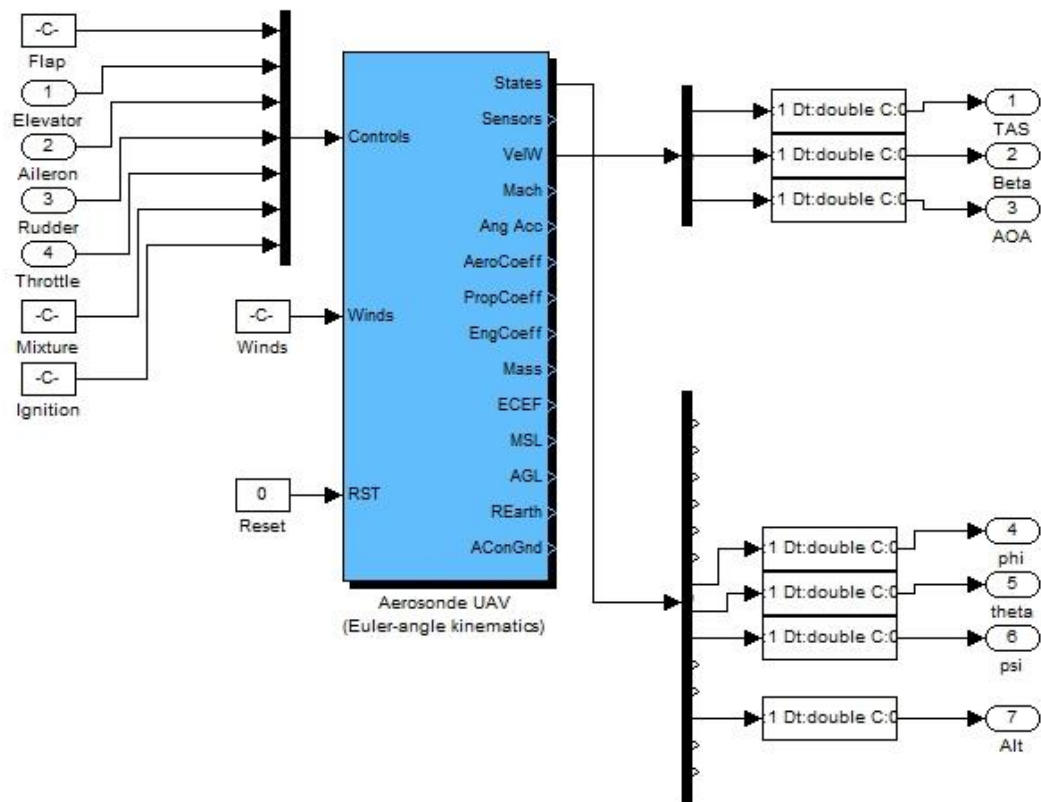 -C-
Flap
1
Elevator
2
Aileron
3
Rudder
4
Throttle
-C-
Mixture
-C-
Ignition
-C-
Winds
0
Reset
Controls
Winds
RST
States
Sensors
VelW
Mach
Ang Acc
AeroCoeff
PropCoeff
EngCoeff
Mass
ECEF
MSL
AGL
REarth
AConGnd
Aerosonde UAV
(Euler-angle kinematics)
:1 Dt:double C:0
:1 Dt:double C:0
:1 Dt:double C:0
1
TAS
2
Beta
3
AOA
:1 Dt:double C:0
:1 Dt:double C:0
:1 Dt:double C:0
:1 Dt:double C:0
4
phi
5
theta
6
psi
7
Alt